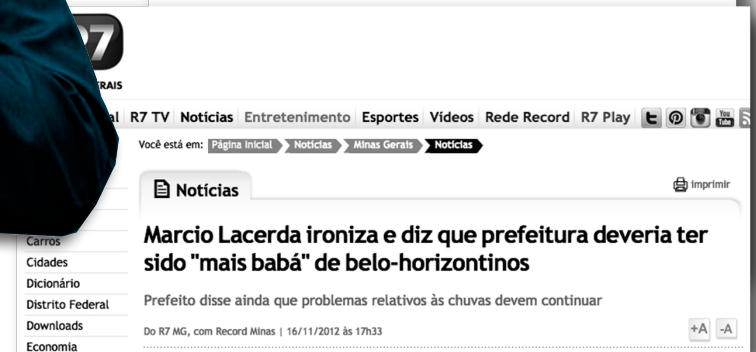 R7
RAIS
R7 TV Notícias Entretenimento Esportes Vídeos Rede Record R7 Play You Tube
Você está em: Página Inicial Notícias Minas Gerais Notícias
Notícias
imprimir
Marcio Lacerda ironiza e diz que prefeitura deveria ter
sido "mais babá" de belo-horizontinos
Prefeito disse ainda que problemas relativos às chuvas devem continuar
Do R7 MG, com Record Minas | 16/11/2012 às 17h33
+A -A
Carros
Cidades
Dicionário
Distrito Federal
Downloads
Economia